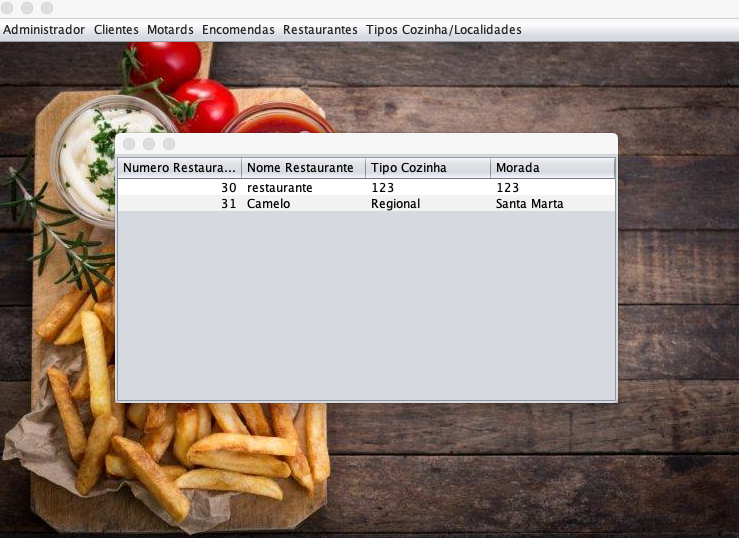 Administrador Clientes Motards Encomendas Restaurantes Tipos Cozinha/Localidades
Numero Restaura... Nome Restaurante Tipo Cozinha Morada
30 restaurante 123 123
31 Camelo Regional Santa Marta